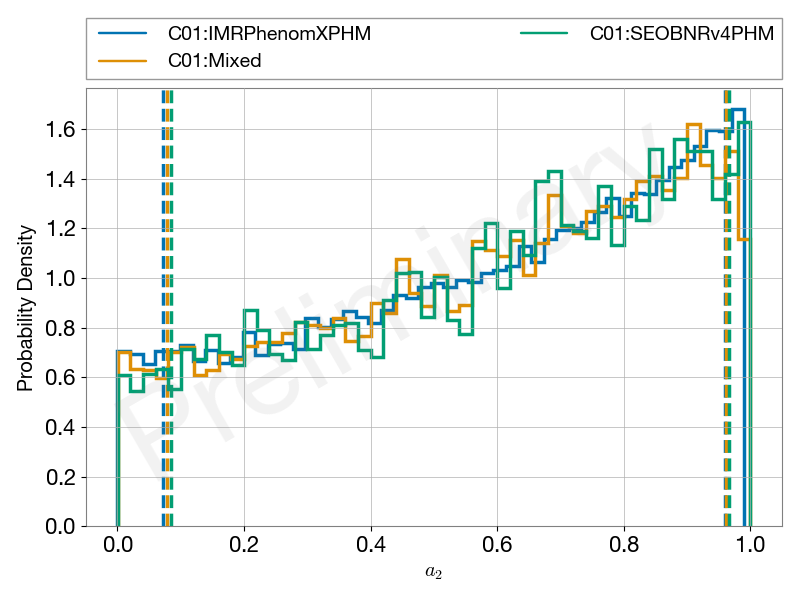 C01:IMRPhenomXPHM
C01:Mixed
C01:SEOBNRv4PHM
Preliminary
Probability Density
1.6
1.4
1.2
1.0
0.8
0.6
0.4
0.2
0.0
0.0 0.2 0.4 0.6 0.8 1.0
a₂